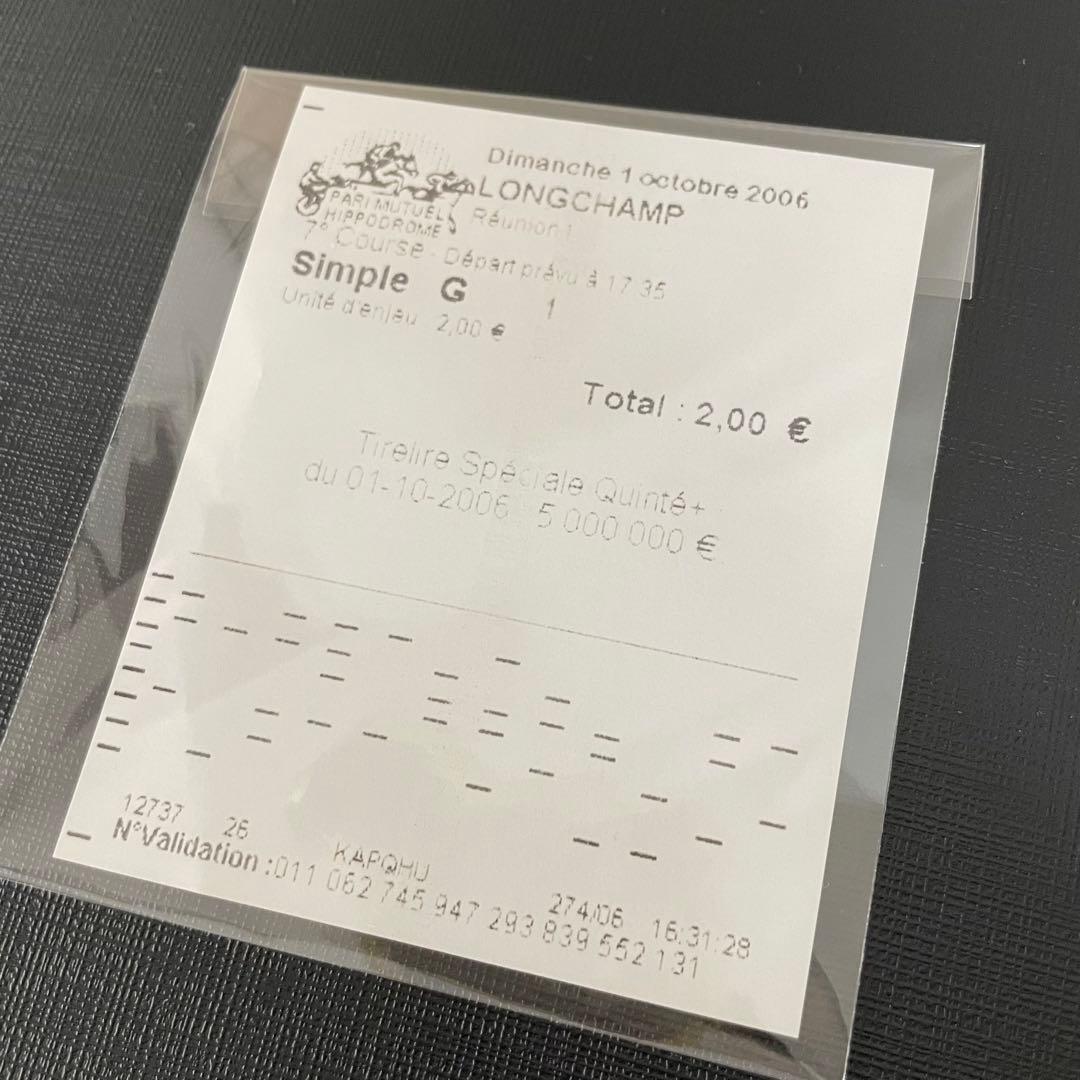 Dimanche 1 octobre 2006
LONGCHAMP
PARI MUTUEL
HIPPODROME
Réunion 1
7° Course - Départ prévu à 17:35
Simple G 1
Unité d'enjeu 2,00 €
Total : 2,00 €
Tirelire Spéciale Quinté+
du 01-10-2006 : 5 000 000 €
12737 26 KAPQHU 274/06 16:31:28
N°Validation :011 062 745 947 293 839 552 131